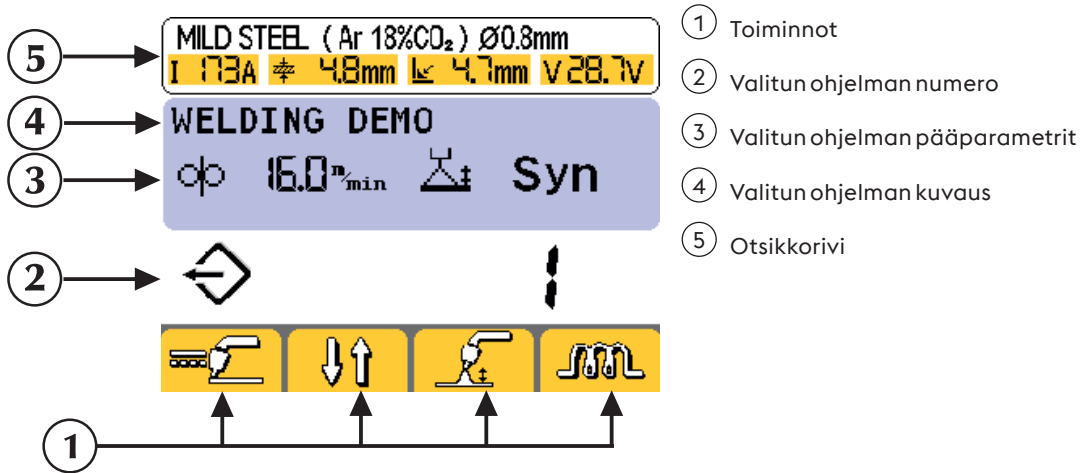 MILD STEEL ( Ar 18%CO₂ ) Ø0.8mm
I 173A 4.8mm 4.7mm V 28.7V
WELDING DEMO
16.0 m/min Syn
1
5
4
3
2
1
1 Toiminnot
2 Valitun ohjelman numero
3 Valitun ohjelman pääparametrit
4 Valitun ohjelman kuvaus
5 Otsikkorivi